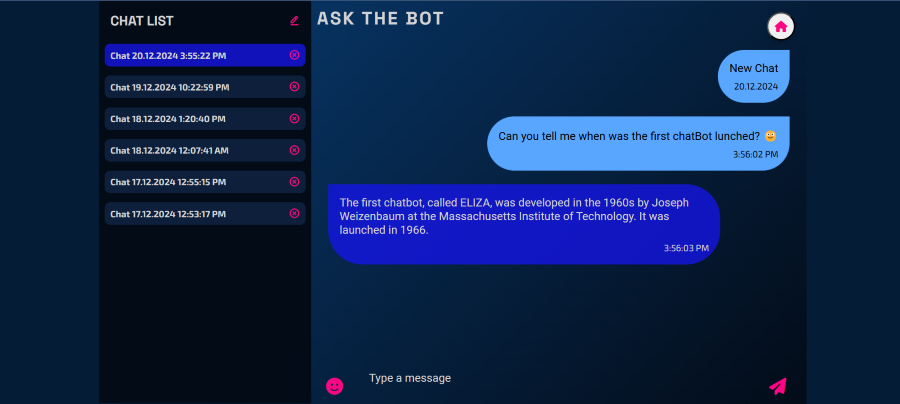 CHAT LIST
Chat 20.12.2024 3:55:22 PM
Chat 19.12.2024 10:22:59 PM
Chat 18.12.2024 1:20:40 PM
Chat 18.12.2024 12:07:41 AM
Chat 17.12.2024 12:55:15 PM
Chat 17.12.2024 12:53:17 PM
ASK THE BOT
New Chat
20.12.2024
Can you tell me when was the first chatBot lunched? 🙂
3:56:02 PM
The first chatbot, called ELIZA, was developed in the 1960s by Joseph
Weizenbaum at the Massachusetts Institute of Technology. It was
launched in 1966.
3:56:03 PM
Type a message